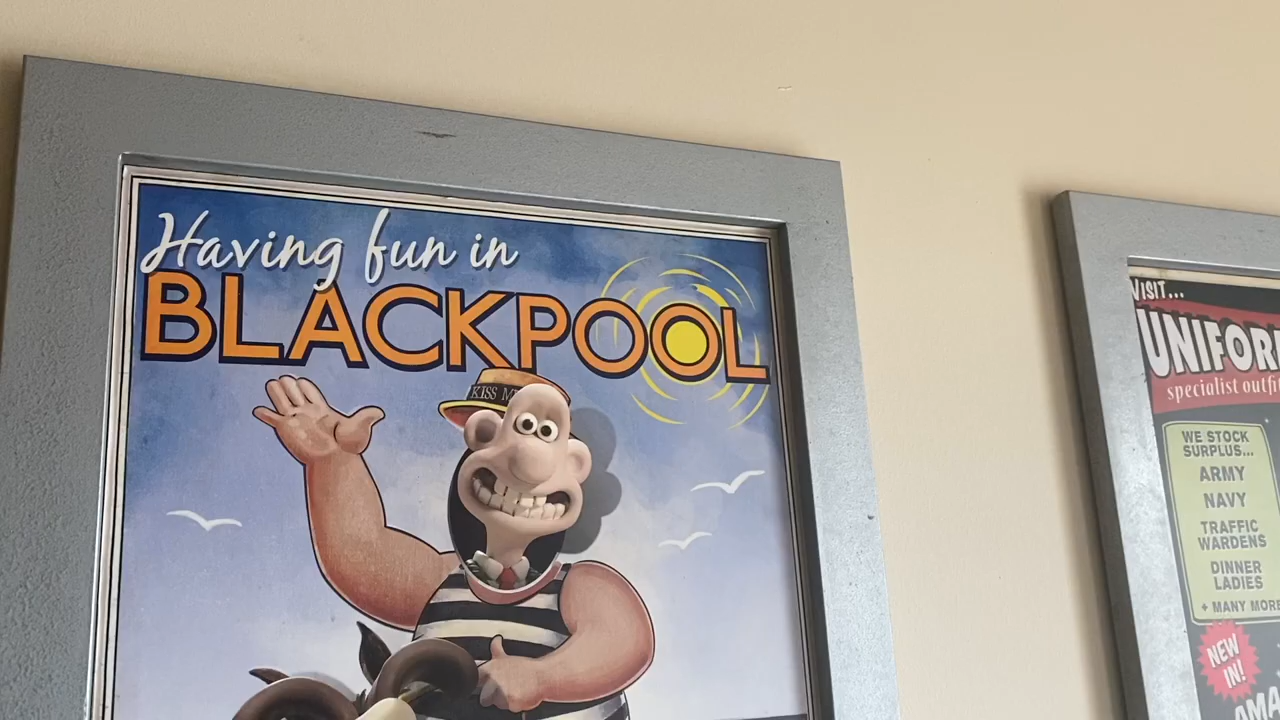 Having fun in
BLACKPOOL
KISS
VISIT...
specialist
WE STOCK
SURPLUS...
ARMY
NAVY
TRAFFIC
WARDENS
DINNER
LADIES
+ MANY MORE
NEW
IN!